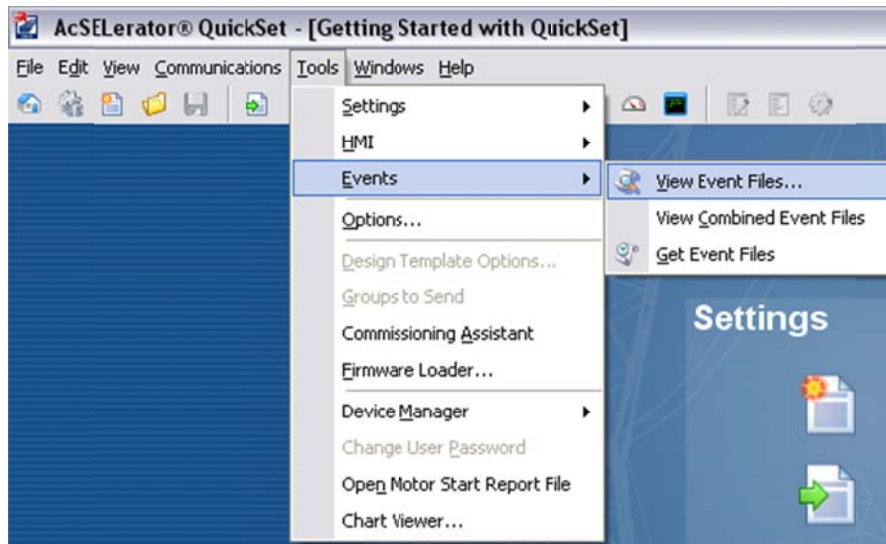 AcSELerator® QuickSet - [Getting Started with QuickSet]
File Edit View Communications Tools Windows Help
Settings
HMI
Events
View Event Files...
View Combined Event Files
Get Event Files
Options...
Design Template Options...
Groups to Send
Commissioning Assistant
Firmware Loader...
Device Manager
Change User Password
Open Motor Start Report File
Chart Viewer...
Settings